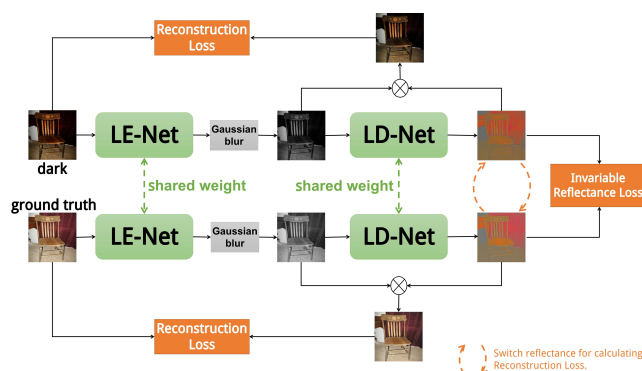 Reconstruction
Loss
LE-Net
Gaussian
blur
LD-Net
dark
shared weight
shared weight
Invariable
Reflectance Loss
ground truth
LE-Net
Gaussian
blur
LD-Net
Reconstruction
Loss
Switch reflectance for calculating
Reconstruction Loss.